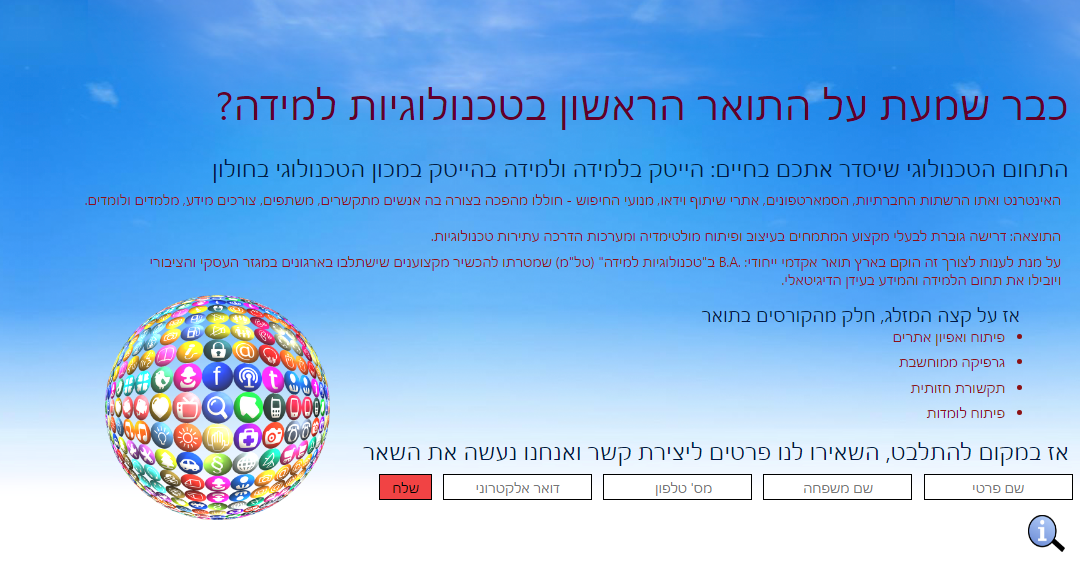 כבר שמעת על התואר הראשון בטכנולוגיות למידה?
התחום הטכנולוגי שיסדר אתכם בחיים: הייטק בלמידה ולמידה בהייטק במכון הטכנולוגי בחולון
האינטרנט ואתו הרשתות החברתיות, הסמארטפונים, אתרי שיתוף וידאו, מנועי החיפוש - חוללו מהפכה בצורה בה אנשים מתקשרים, משתפים, צורכים מידע, מלמדים ולומדים.
התוצאה: דרישה גוברת לבעלי מקצוע המתמחים בעיצוב ופיתוח מולטימדיה ומערכות הדרכה עתירות טכנולוגיות.
על מנת לענות לצורך זה הוקם בארץ תואר אקדמי ייחודי: .B.A ב"טכנולוגיות למידה" (טל"מ) שמטרתו להכשיר מקצוענים שישתלבו בארגונים במגזר העסקי והציבורי
ויובילו את תחום הלמידה והמידע בעידן הדיגיטאלי.
אז על קצה המזלג, חלק מהקורסים בתואר
• פיתוח ואפיון אתרים
• גרפיקה ממוחשבת
• תקשורת חזותית
• פיתוח לומדות
אז במקום להתלבט, השאירו לנו פרטים ליצירת קשר ואנחנו נעשה את השאר
שם פרטי שם משפחה מס' טלפון דואר אלקטרוני שלח